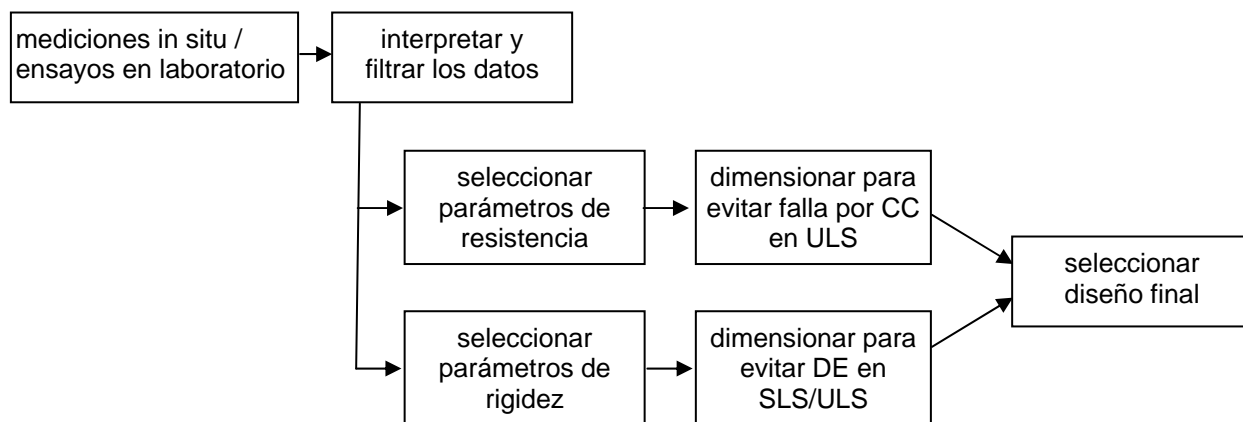 mediciones in situ /
ensayos en laboratorio
interpretar y
filtrar los datos
seleccionar
parámetros de
resistencia
dimensionar para
evitar falla por CC
en ULS
seleccionar
diseño final
seleccionar
parámetros de
rigidez
dimensionar para
evitar DE en
SLS/ULS